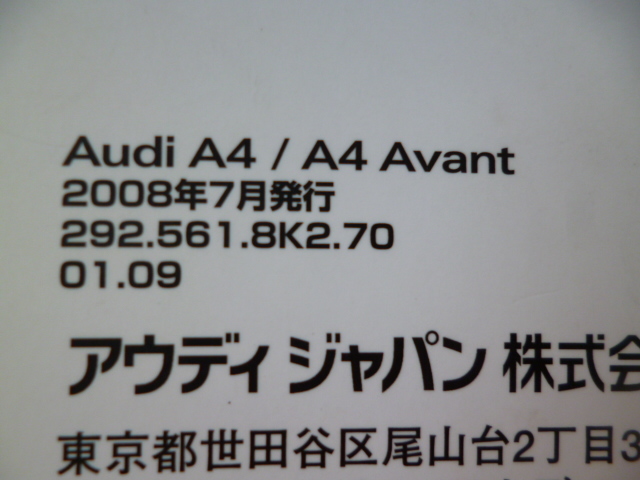 Audi A4 / A4 Avant
2008年7月発行
292.561.8K2.70
01.09
アウディ ジャパン 株式会
東京都世田谷区尾山台2丁目3